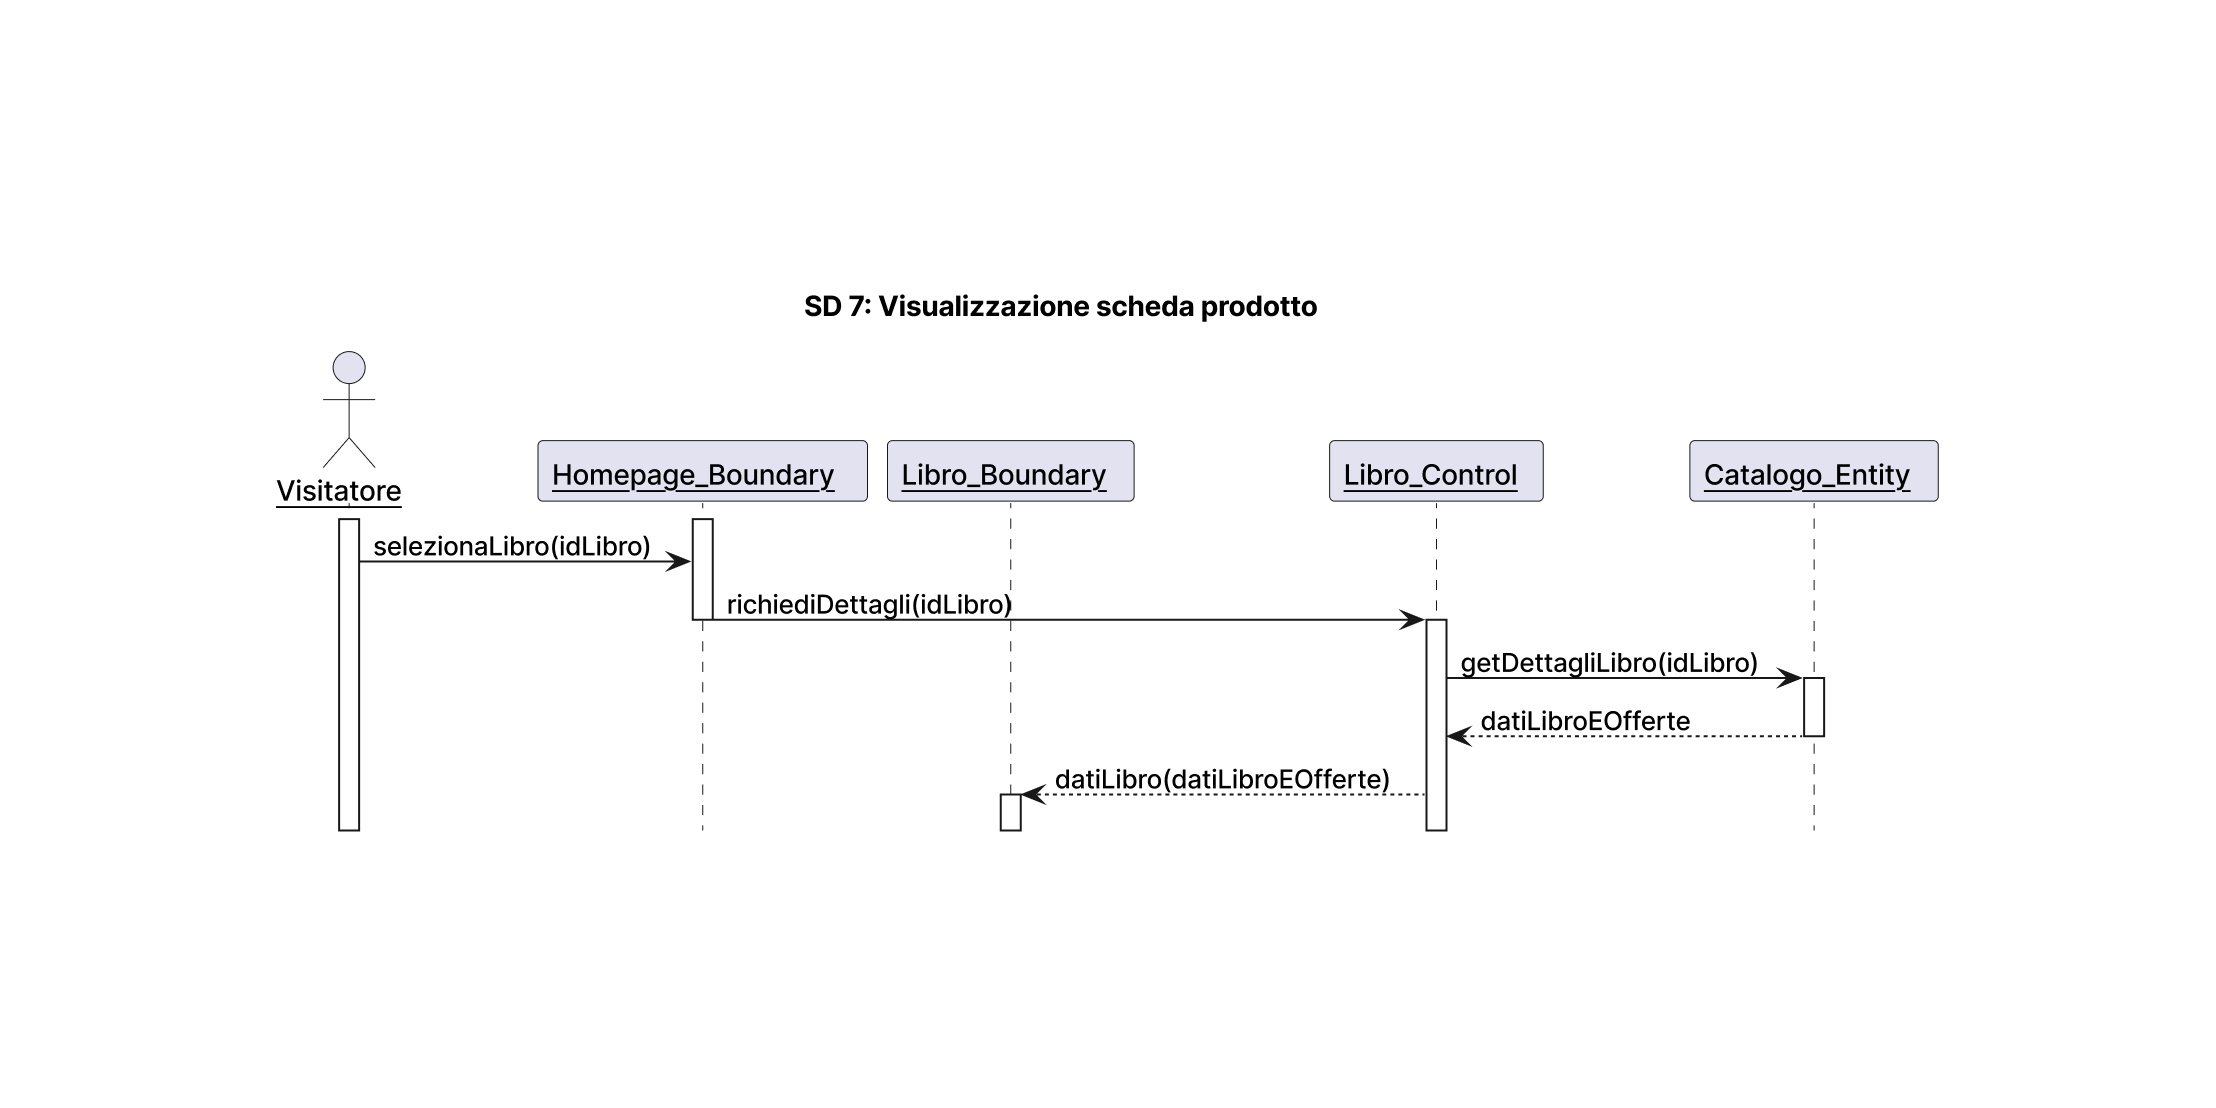 SD 7: Visualizzazione scheda prodotto
Visitatore
Homepage_Boundary
Libro_Boundary
Libro_Control
Catalogo_Entity
selezionaLibro(idLibro)
richiediDettagli(idLibro)
getDettagliLibro(idLibro)
datiLibroEOfferte
datiLibro(datiLibroEOfferte)